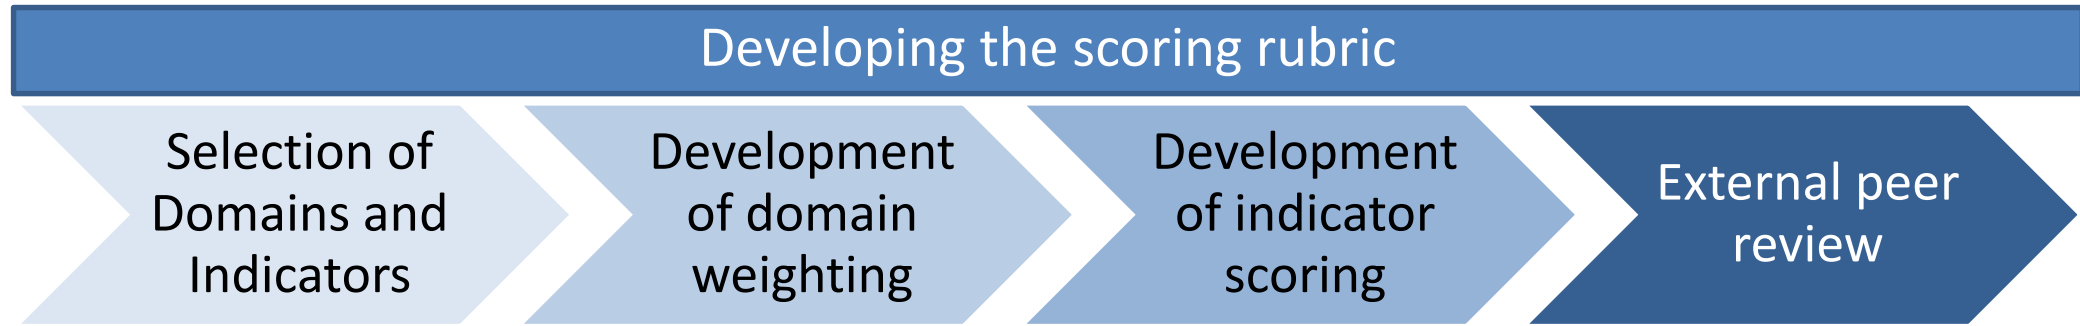 Developing the scoring rubric
Selection of
Domains and
Indicators
Development
of domain
weighting
Development
of indicator
scoring
External peer
review